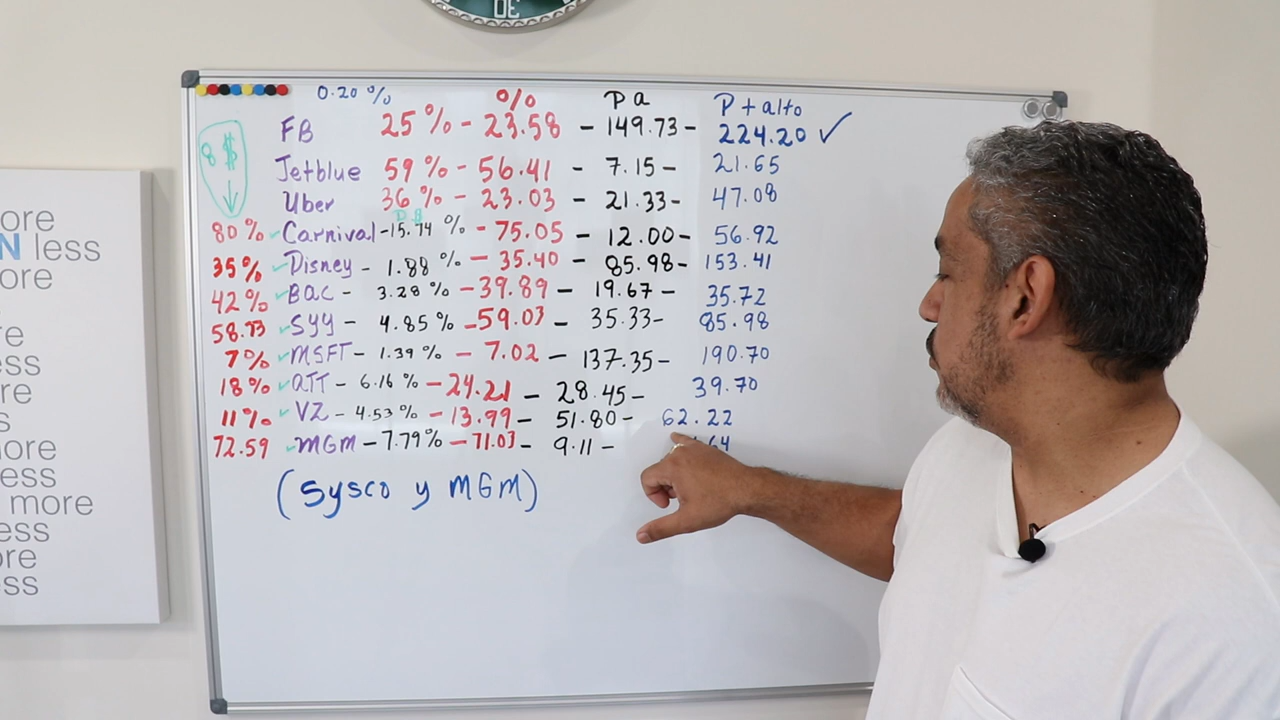 DE
0.20 % % P a P + alto
FB 25 % - 23.58 - 149.73 - 224.20 ✓
8 $ ↓
Jetblue 59 % - 56.41 - 7.15 - 21.65
Uber 36 % - 23.03 - 21.33 - 47.08
80 % ✓ Carnival - 15.74 % - 75.05 - 12.00 - 56.92
35 % ✓ Disney - 1.88 % - 35.40 - 85.98 - 153.41
42 % ✓ BaC - 3.28 % - 39.89 - 19.67 - 35.72
58.73 ✓ SYY - 4.85 % - 59.03 - 35.33 - 85.98
7 % ✓ MSFT - 1.39 % - 7.02 - 137.35 - 190.70
18 % ✓ aTT - 6.16 % - 24.21 - 28.45 - 39.70
11 % ✓ VZ - 4.53 % - 13.99 - 51.80 - 62.22
72.59 ✓ MGM - 7.79 % - 71.03 - 9.11 - 64
(Sysco y MGM)
ore
N less
ore
re
less
re
s
more
ess
more
ess
ore
ss